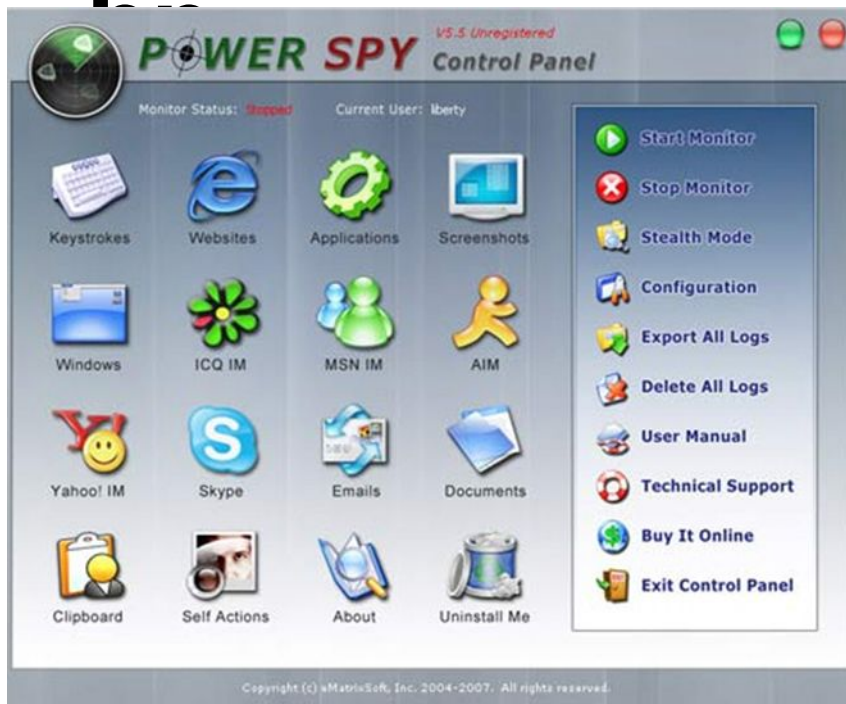 V5.5 Unregistered
POWER SPY Control Panel
Monitor Status: Stopped Current User: liberty
Keystrokes Websites Applications Screenshots
Windows ICQ IM MSN IM AIM
Yahoo! IM Skype Emails Documents
Clipboard Self Actions About Uninstall Me
Start Monitor
Stop Monitor
Stealth Mode
Configuration
Export All Logs
Delete All Logs
User Manual
Technical Support
Buy It Online
Exit Control Panel
Copyright (c) eMatrixSoft, Inc. 2004-2007. All rights reserved.